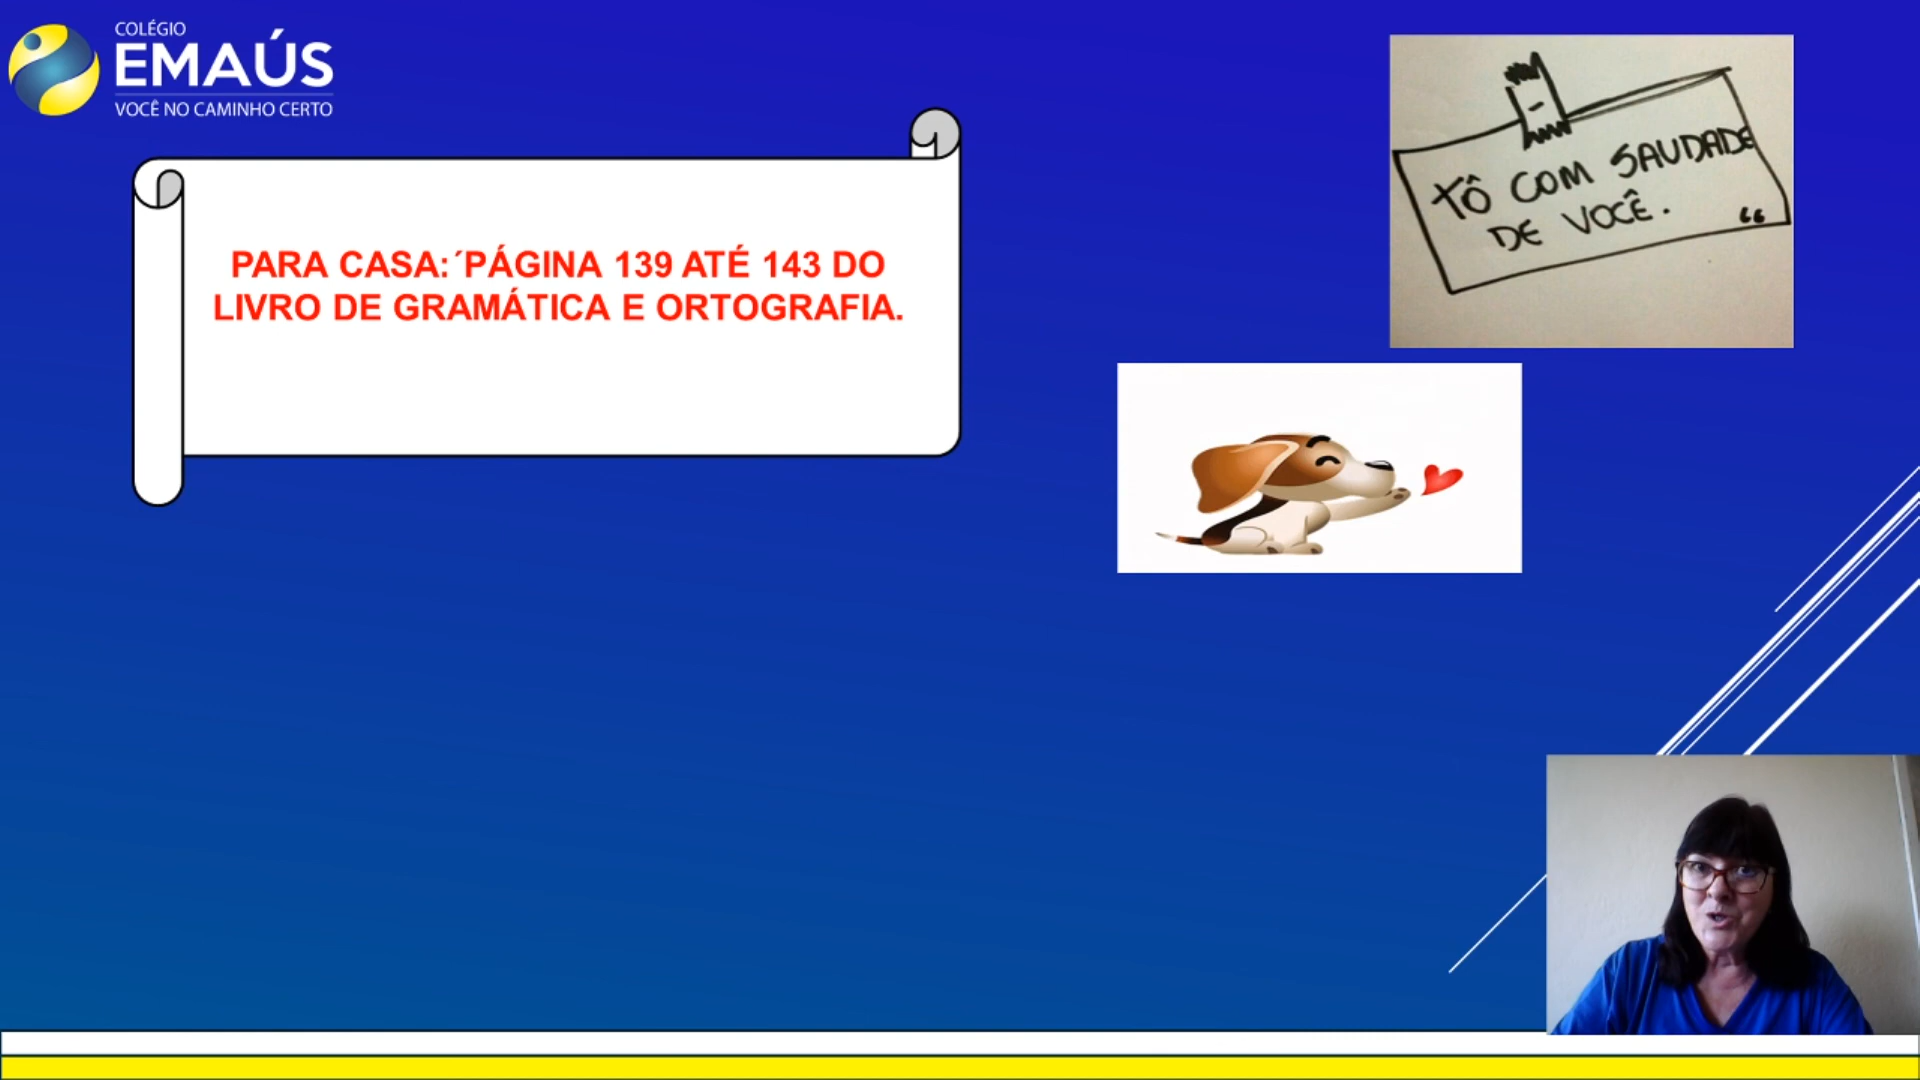 COLÉGIO
EMAÚS
VOCÊ NO CAMINHO CERTO
PARA CASA:´PÁGINA 139 ATÉ 143 DO
LIVRO DE GRAMÁTICA E ORTOGRAFIA.
TÔ COM SAUDADE
DE VOCÊ.